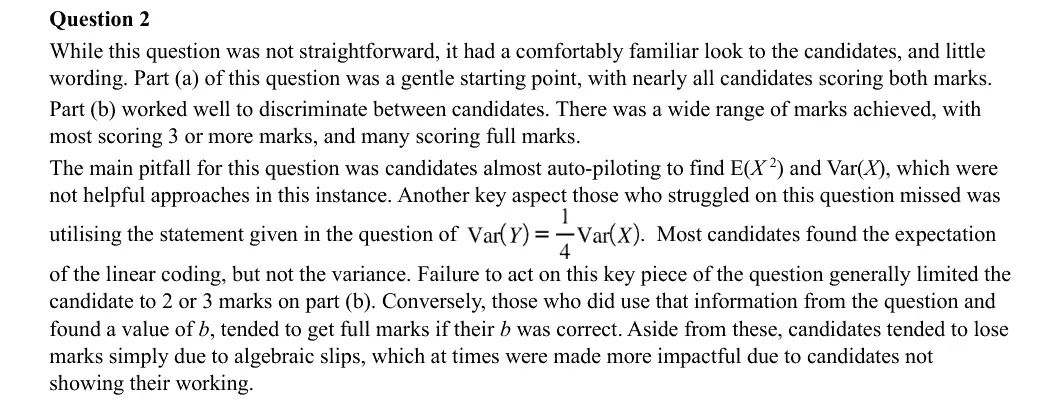 Question 2
While this question was not straightforward, it had a comfortably familiar look to the candidates, and little
wording. Part (a) of this question was a gentle starting point, with nearly all candidates scoring both marks.
Part (b) worked well to discriminate between candidates. There was a wide range of marks achieved, with
most scoring 3 or more marks, and many scoring full marks.
The main pitfall for this question was candidates almost auto-piloting to find E(X²) and Var(X), which were
not helpful approaches in this instance. Another key aspect those who struggled on this question missed was
utilising the statement given in the question of Var(Y) = 1/4 Var(X). Most candidates found the expectation
of the linear coding, but not the variance. Failure to act on this key piece of the question generally limited the
candidate to 2 or 3 marks on part (b). Conversely, those who did use that information from the question and
found a value of b, tended to get full marks if their b was correct. Aside from these, candidates tended to lose
marks simply due to algebraic slips, which at times were made more impactful due to candidates not
showing their working.